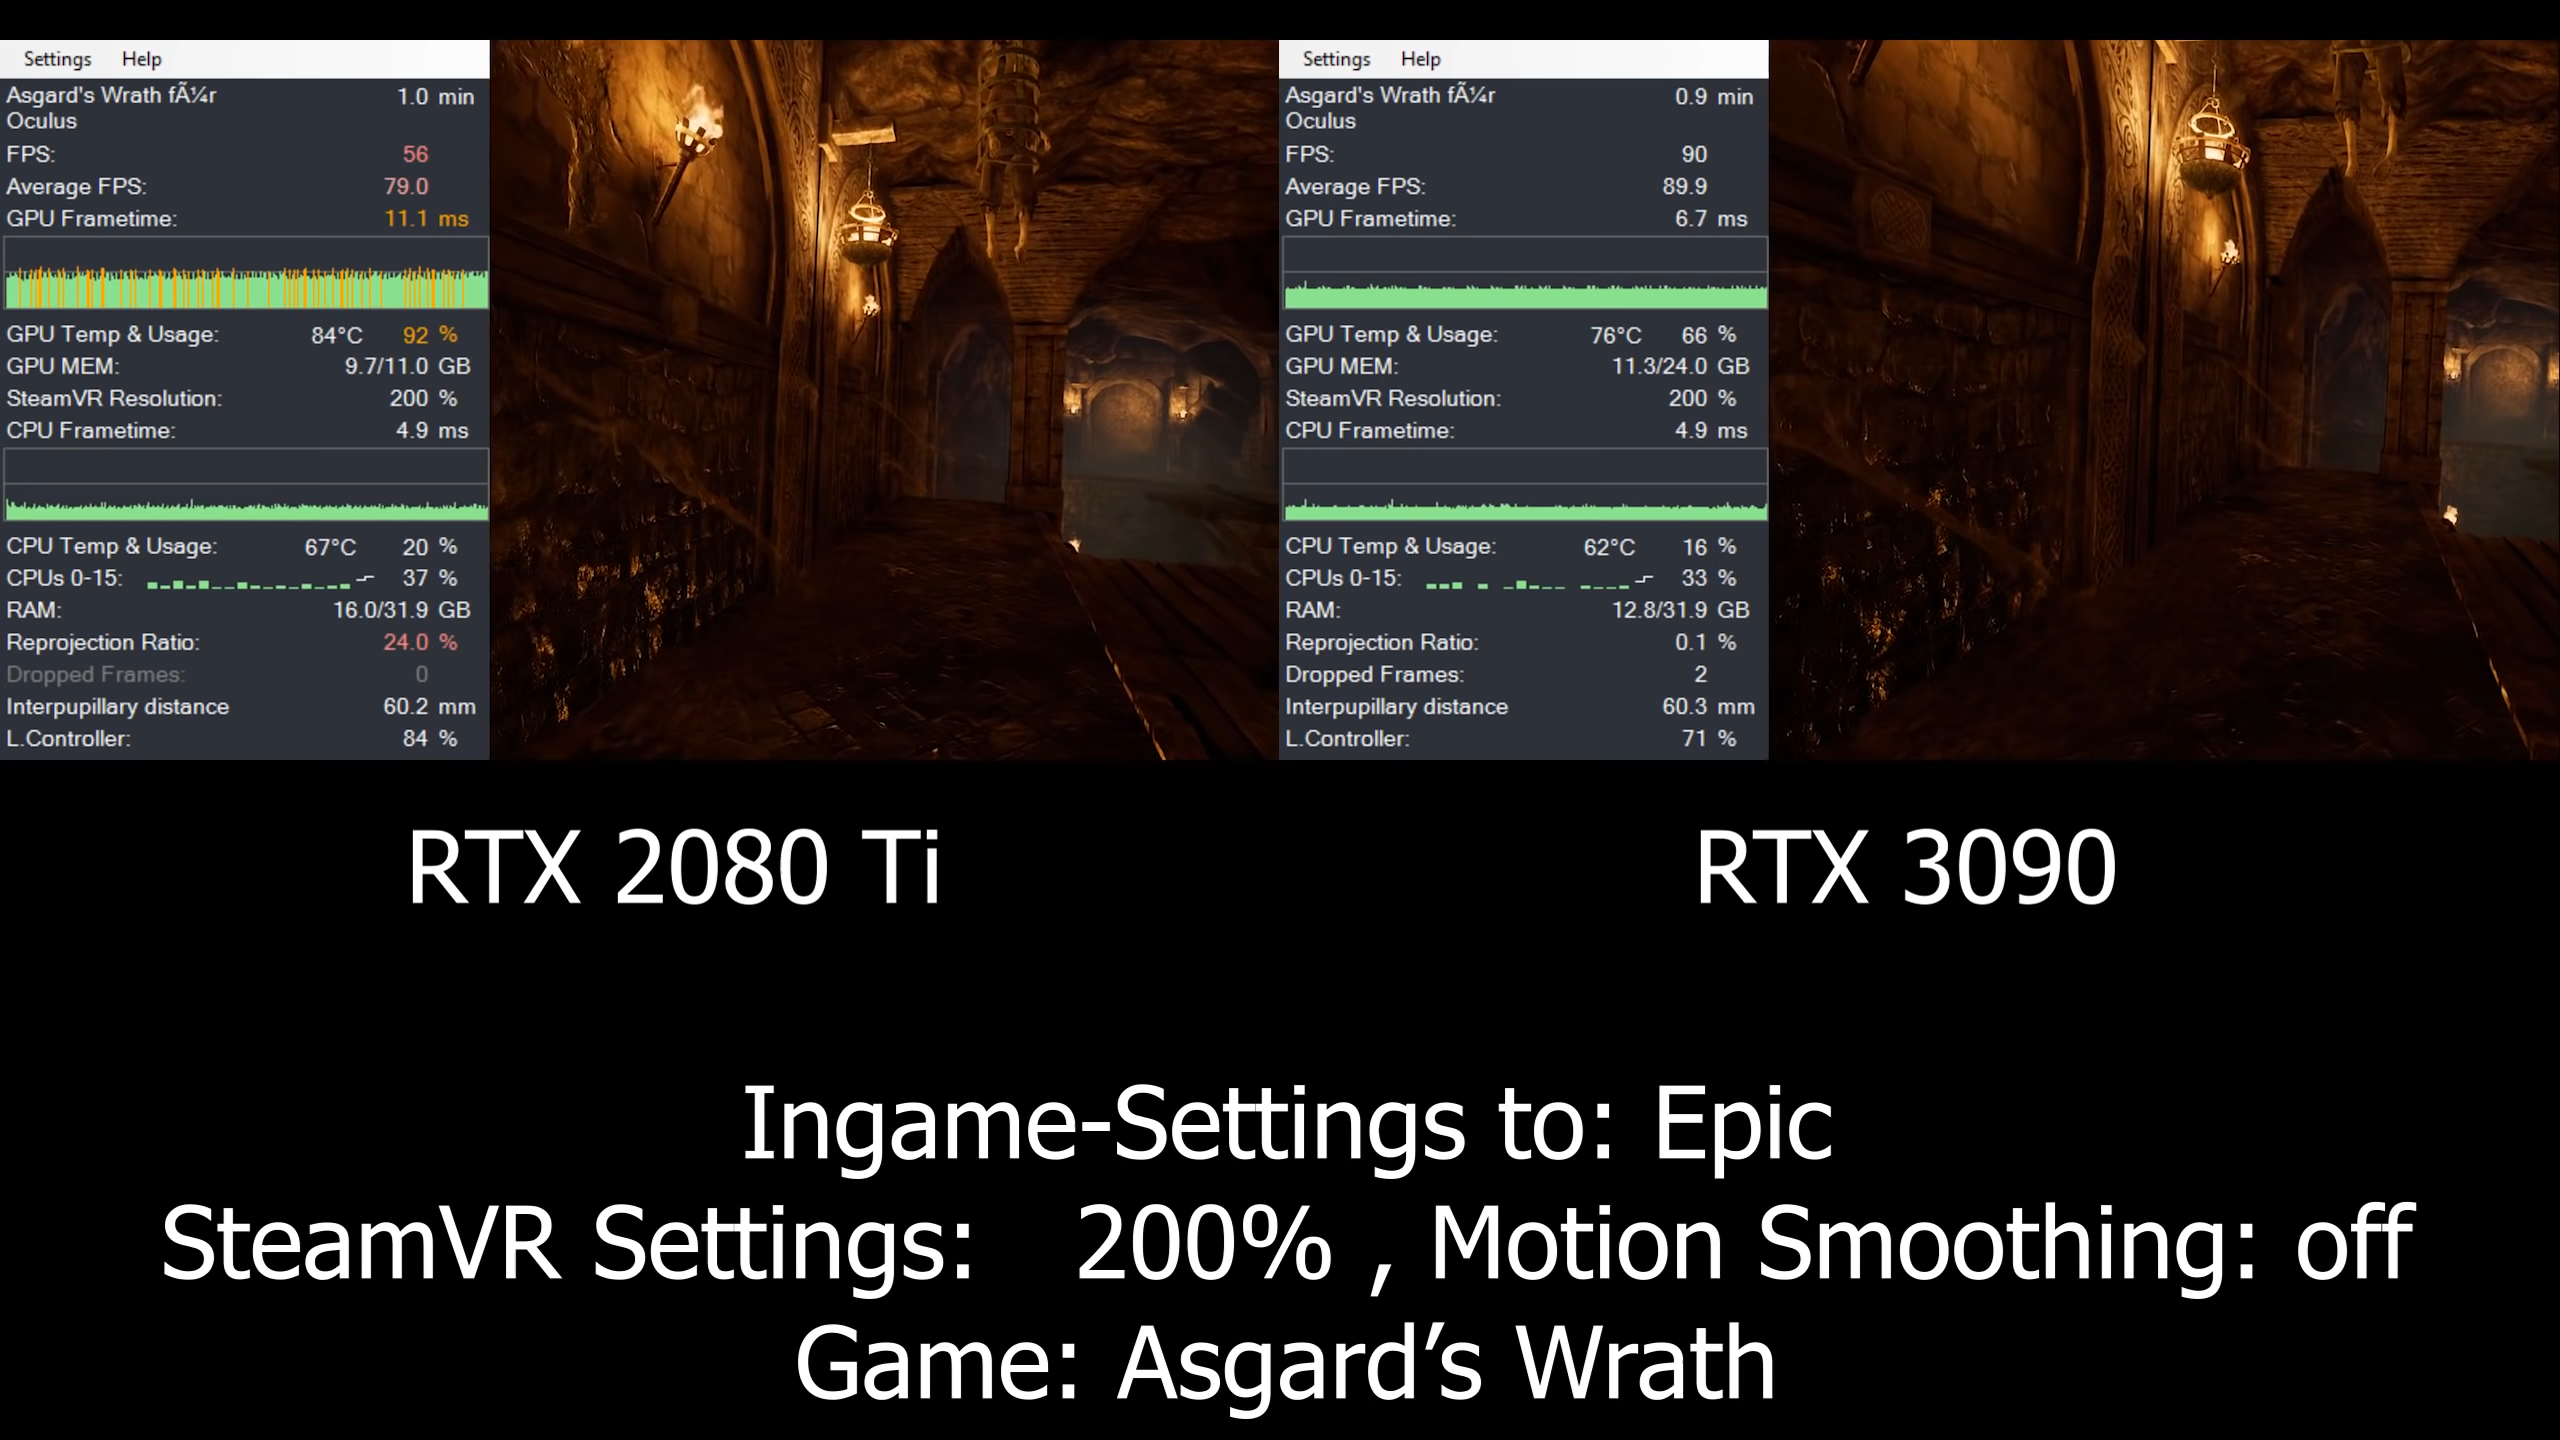 Settings Help
Asgard's Wrath fÃ¼r 1.0 min
Oculus
FPS: 56
Average FPS: 79.0
GPU Frametime: 11.1 ms
GPU Temp & Usage: 84°C 92 %
GPU MEM: 9.7/11.0 GB
SteamVR Resolution: 200 %
CPU Frametime: 4.9 ms
CPU Temp & Usage: 67°C 20 %
CPUs 0-15: 37 %
RAM: 16.0/31.9 GB
Reprojection Ratio: 24.0 %
Dropped Frames: 0
Interpupillary distance 60.2 mm
L.Controller: 84 %
Settings Help
Asgard's Wrath fÃ¼r 0.9 min
Oculus
FPS: 90
Average FPS: 89.9
GPU Frametime: 6.7 ms
GPU Temp & Usage: 76°C 66 %
GPU MEM: 11.3/24.0 GB
SteamVR Resolution: 200 %
CPU Frametime: 4.9 ms
CPU Temp & Usage: 62°C 16 %
CPUs 0-15: 33 %
RAM: 12.8/31.9 GB
Reprojection Ratio: 0.1 %
Dropped Frames: 2
Interpupillary distance 60.3 mm
L.Controller: 71 %
RTX 2080 Ti
RTX 3090
Ingame-Settings to: Epic
SteamVR Settings: 200% , Motion Smoothing: off
Game: Asgard’s Wrath